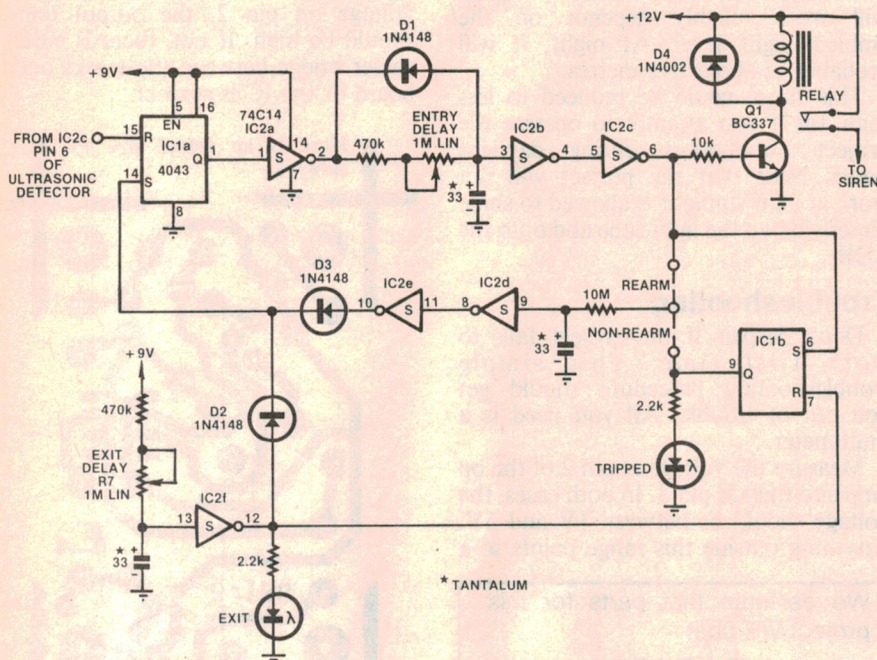 +12V
D1
1N4148
D4
1N4002
+9V
RELAY
5
16
EN
74C14
IC2a
ENTRY
DELAY
1M LIN
IC2b
IC2c
Q1
BC337
FROM IC2c
PIN 6
OF
ULTRASONIC
DETECTOR
15
R
IC1a
Q
1
1
S
14
7
2
470k
3
S
4
5
S
6
10k
14
S
4043
8
★
33
+
TO
SIREN
D3
1N4148
IC2e
IC2d
10
S
11
8
S
9
10M
REARM
NON-REARM
★
33
+
IC1b
9
Q
S
6
R
7
+9V
470k
D2
1N4148
2.2k
EXIT
DELAY
R7
1M LIN
TRIPPED
λ
IC2f
13
S
12
★
33
+
2.2k
★TANTALUM
EXIT
λ